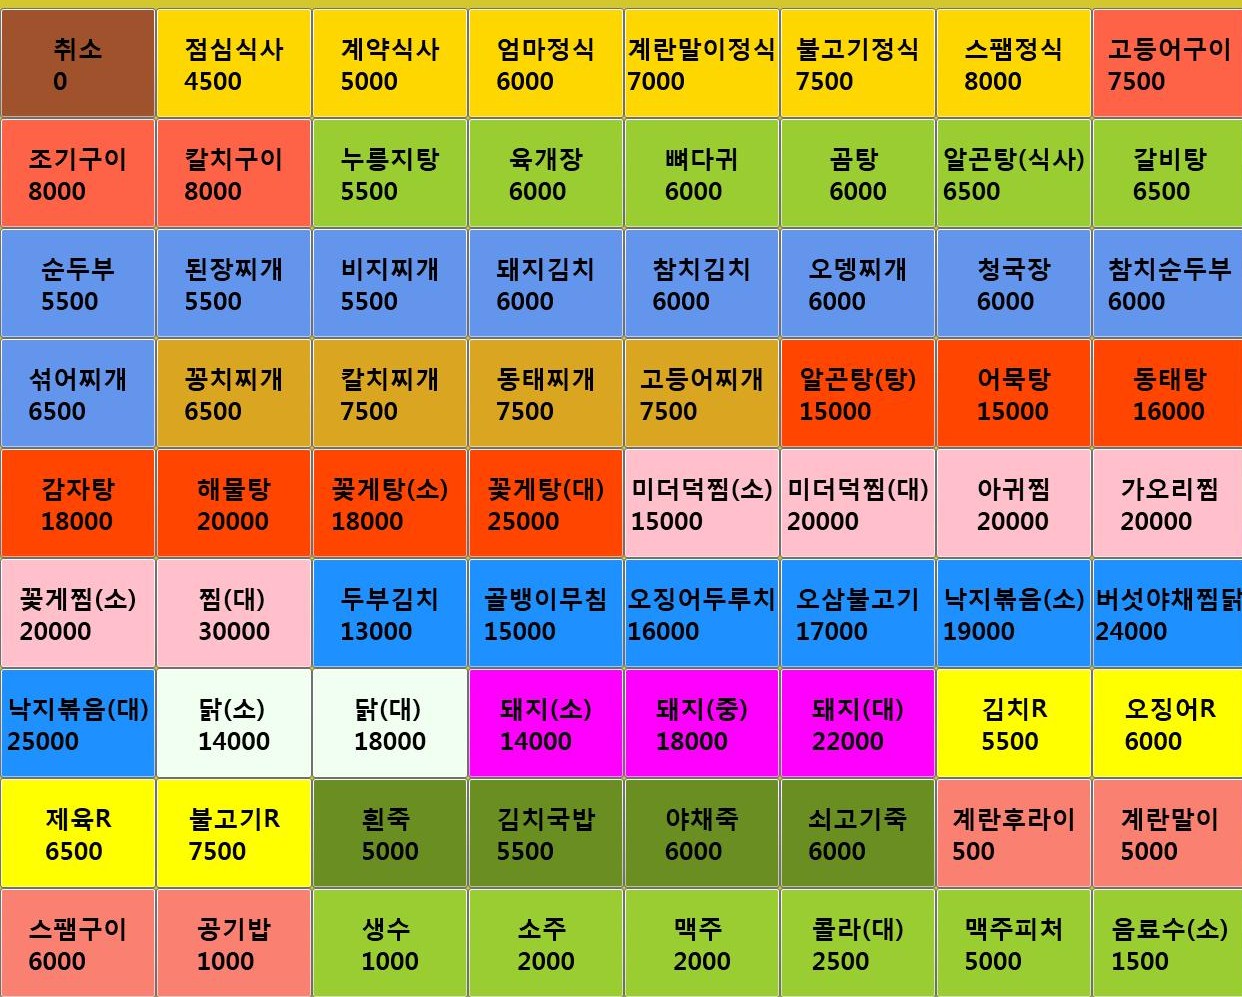 취소
0
점심식사
4500
계약식사
5000
엄마정식
6000
계란말이정식
7000
불고기정식
7500
스팸정식
8000
고등어구이
7500
조기구이
8000
칼치구이
8000
누룽지탕
5500
육개장
6000
뼈다귀
6000
곰탕
6000
알곤탕(식사)
6500
갈비탕
6500
순두부
5500
된장찌개
5500
비지찌개
5500
돼지김치
6000
참치김치
6000
오뎅찌개
6000
청국장
6000
참치순두부
6000
섞어찌개
6500
꽁치찌개
6500
칼치찌개
7500
동태찌개
7500
고등어찌개
7500
알곤탕(탕)
15000
어묵탕
15000
동태탕
16000
감자탕
18000
해물탕
20000
꽃게탕(소)
18000
꽃게탕(대)
25000
미더덕찜(소)
15000
미더덕찜(대)
20000
아귀찜
20000
가오리찜
20000
꽃게찜(소)
20000
찜(대)
30000
두부김치
13000
골뱅이무침
15000
오징어두루치
16000
오삼불고기
17000
낙지볶음(소)
19000
버섯야채찜닭
24000
낙지볶음(대)
25000
닭(소)
14000
닭(대)
18000
돼지(소)
14000
돼지(중)
18000
돼지(대)
22000
김치R
5500
오징어R
6000
제육R
6500
불고기R
7500
흰죽
5000
김치국밥
5500
야채죽
6000
쇠고기죽
6000
계란후라이
500
계란말이
5000
스팸구이
6000
공기밥
1000
생수
1000
소주
2000
맥주
2000
콜라(대)
2500
맥주피처
5000
음료수(소)
1500